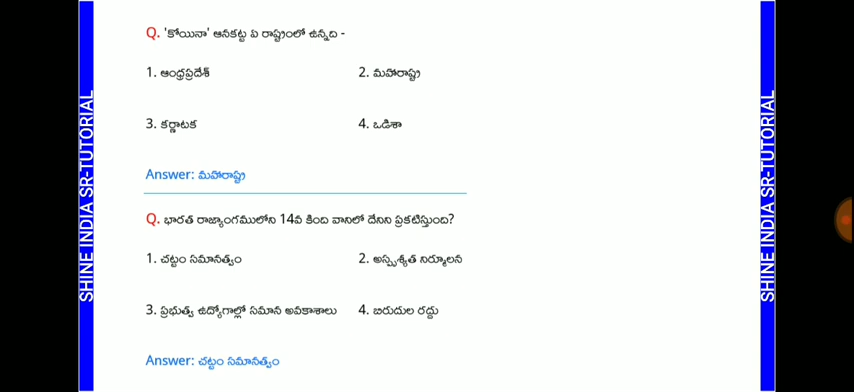 SHINE INDIA SR-TUTORIAL
Q. 'కోయినా' ఆనకట్ట ఏ రాష్ట్రంలో ఉన్నది -
1. ఆంధ్రప్రదేశ్ 2. మహారాష్ట్ర
3. కర్ణాటక 4. ఒడిశా
Answer: మహారాష్ట్ర
Q. భారత రాజ్యాంగములోని 14వ కింది వానిలో దేనిని ప్రకటిస్తుంది?
1. చట్టం సమానత్వం 2. అస్పృశ్యత నిర్మూలన
3. ప్రభుత్వ ఉద్యోగాల్లో సమాన అవకాశాలు 4. బిరుదుల రద్దు
Answer: చట్టం సమానత్వం
SHINE INDIA SR-TUTORIAL